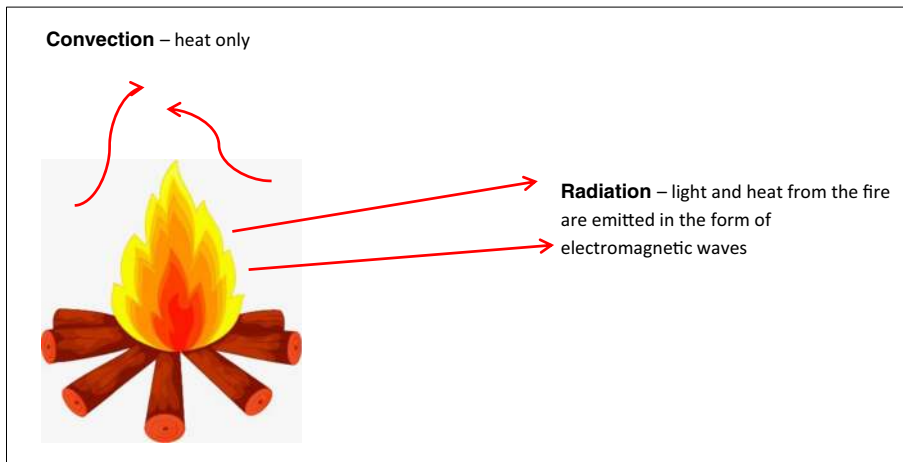 Convection – heat only
Radiation – light and heat from the fire
are emitted in the form of
electromagnetic waves